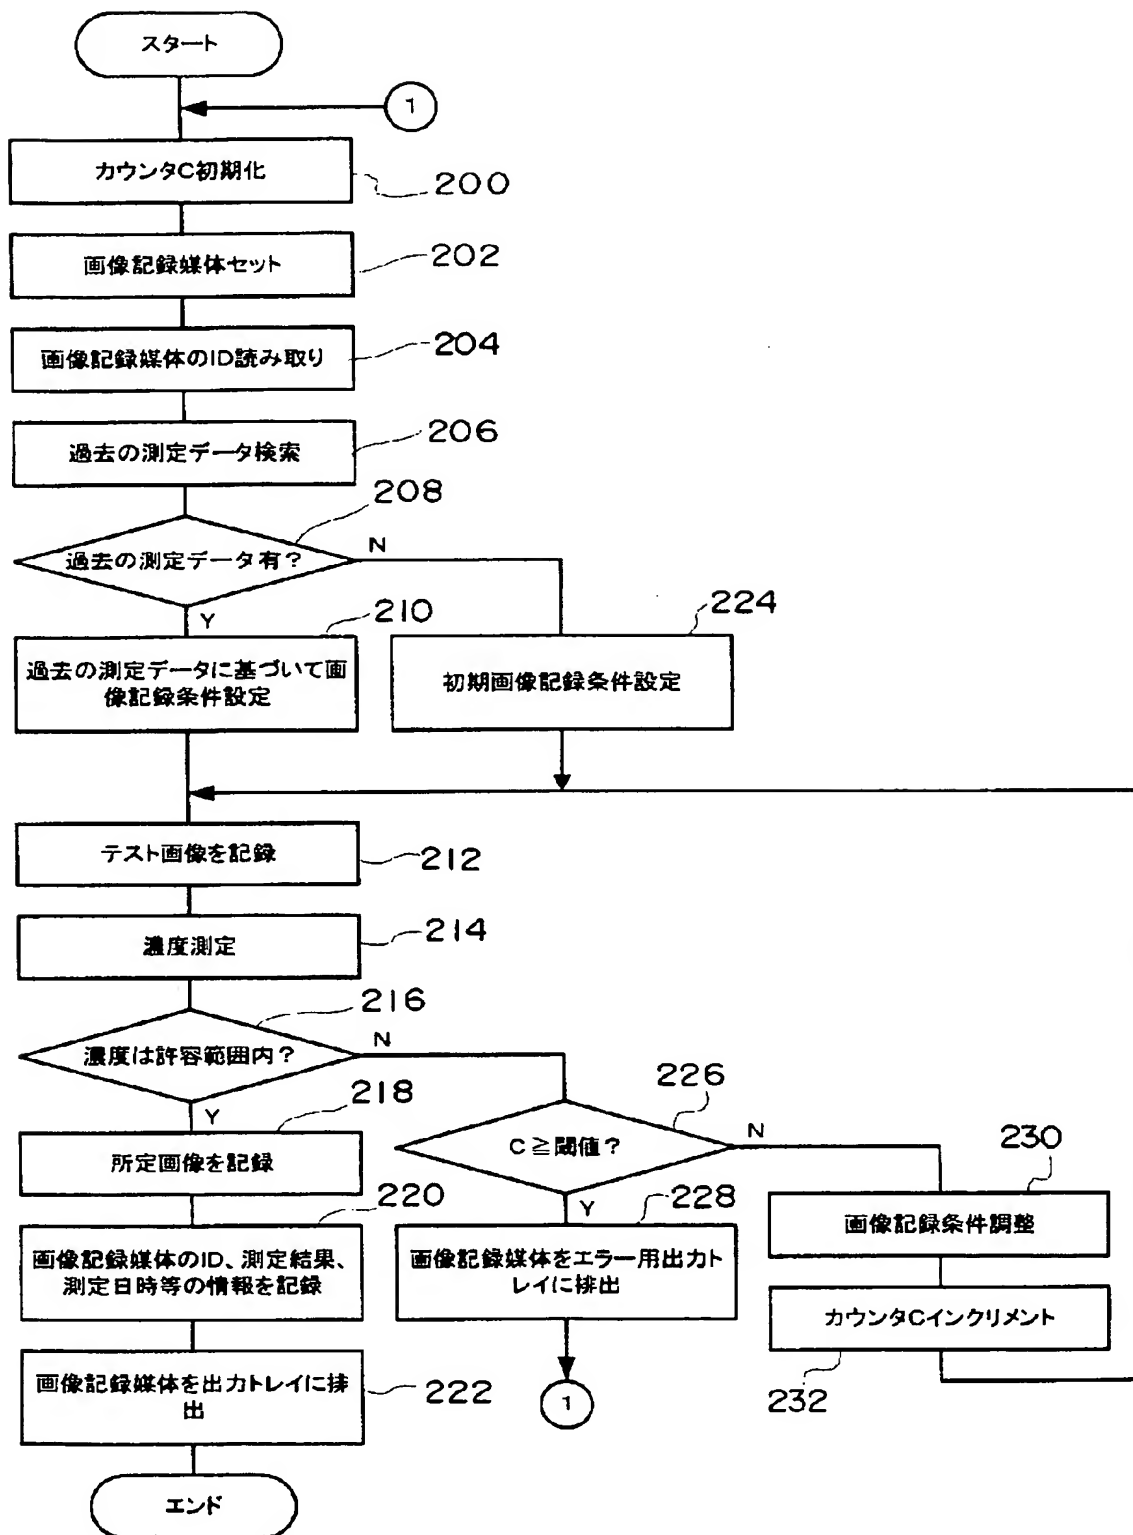 スタート
1
カウンタC初期化
200
画像記録媒体セット
202
画像記録媒体のID読み取り
204
過去の測定データ検索
206
208
過去の測定データ有?
N
Y
210
過去の測定データに基づいて画
像記録条件設定
224
初期画像記録条件設定
テスト画像を記録
212
濃度測定
214
216
濃度は許容範囲内?
N
Y
218
所定画像を記録
226
C≧閾値?
N
Y
220
画像記録媒体のID、測定結果、
測定日時等の情報を記録
228
画像記録媒体をエラー用出力ト
レイに排出
1
230
画像記録条件調整
カウンタCインクリメント
232
画像記録媒体を出力トレイに排
出
222
エンド